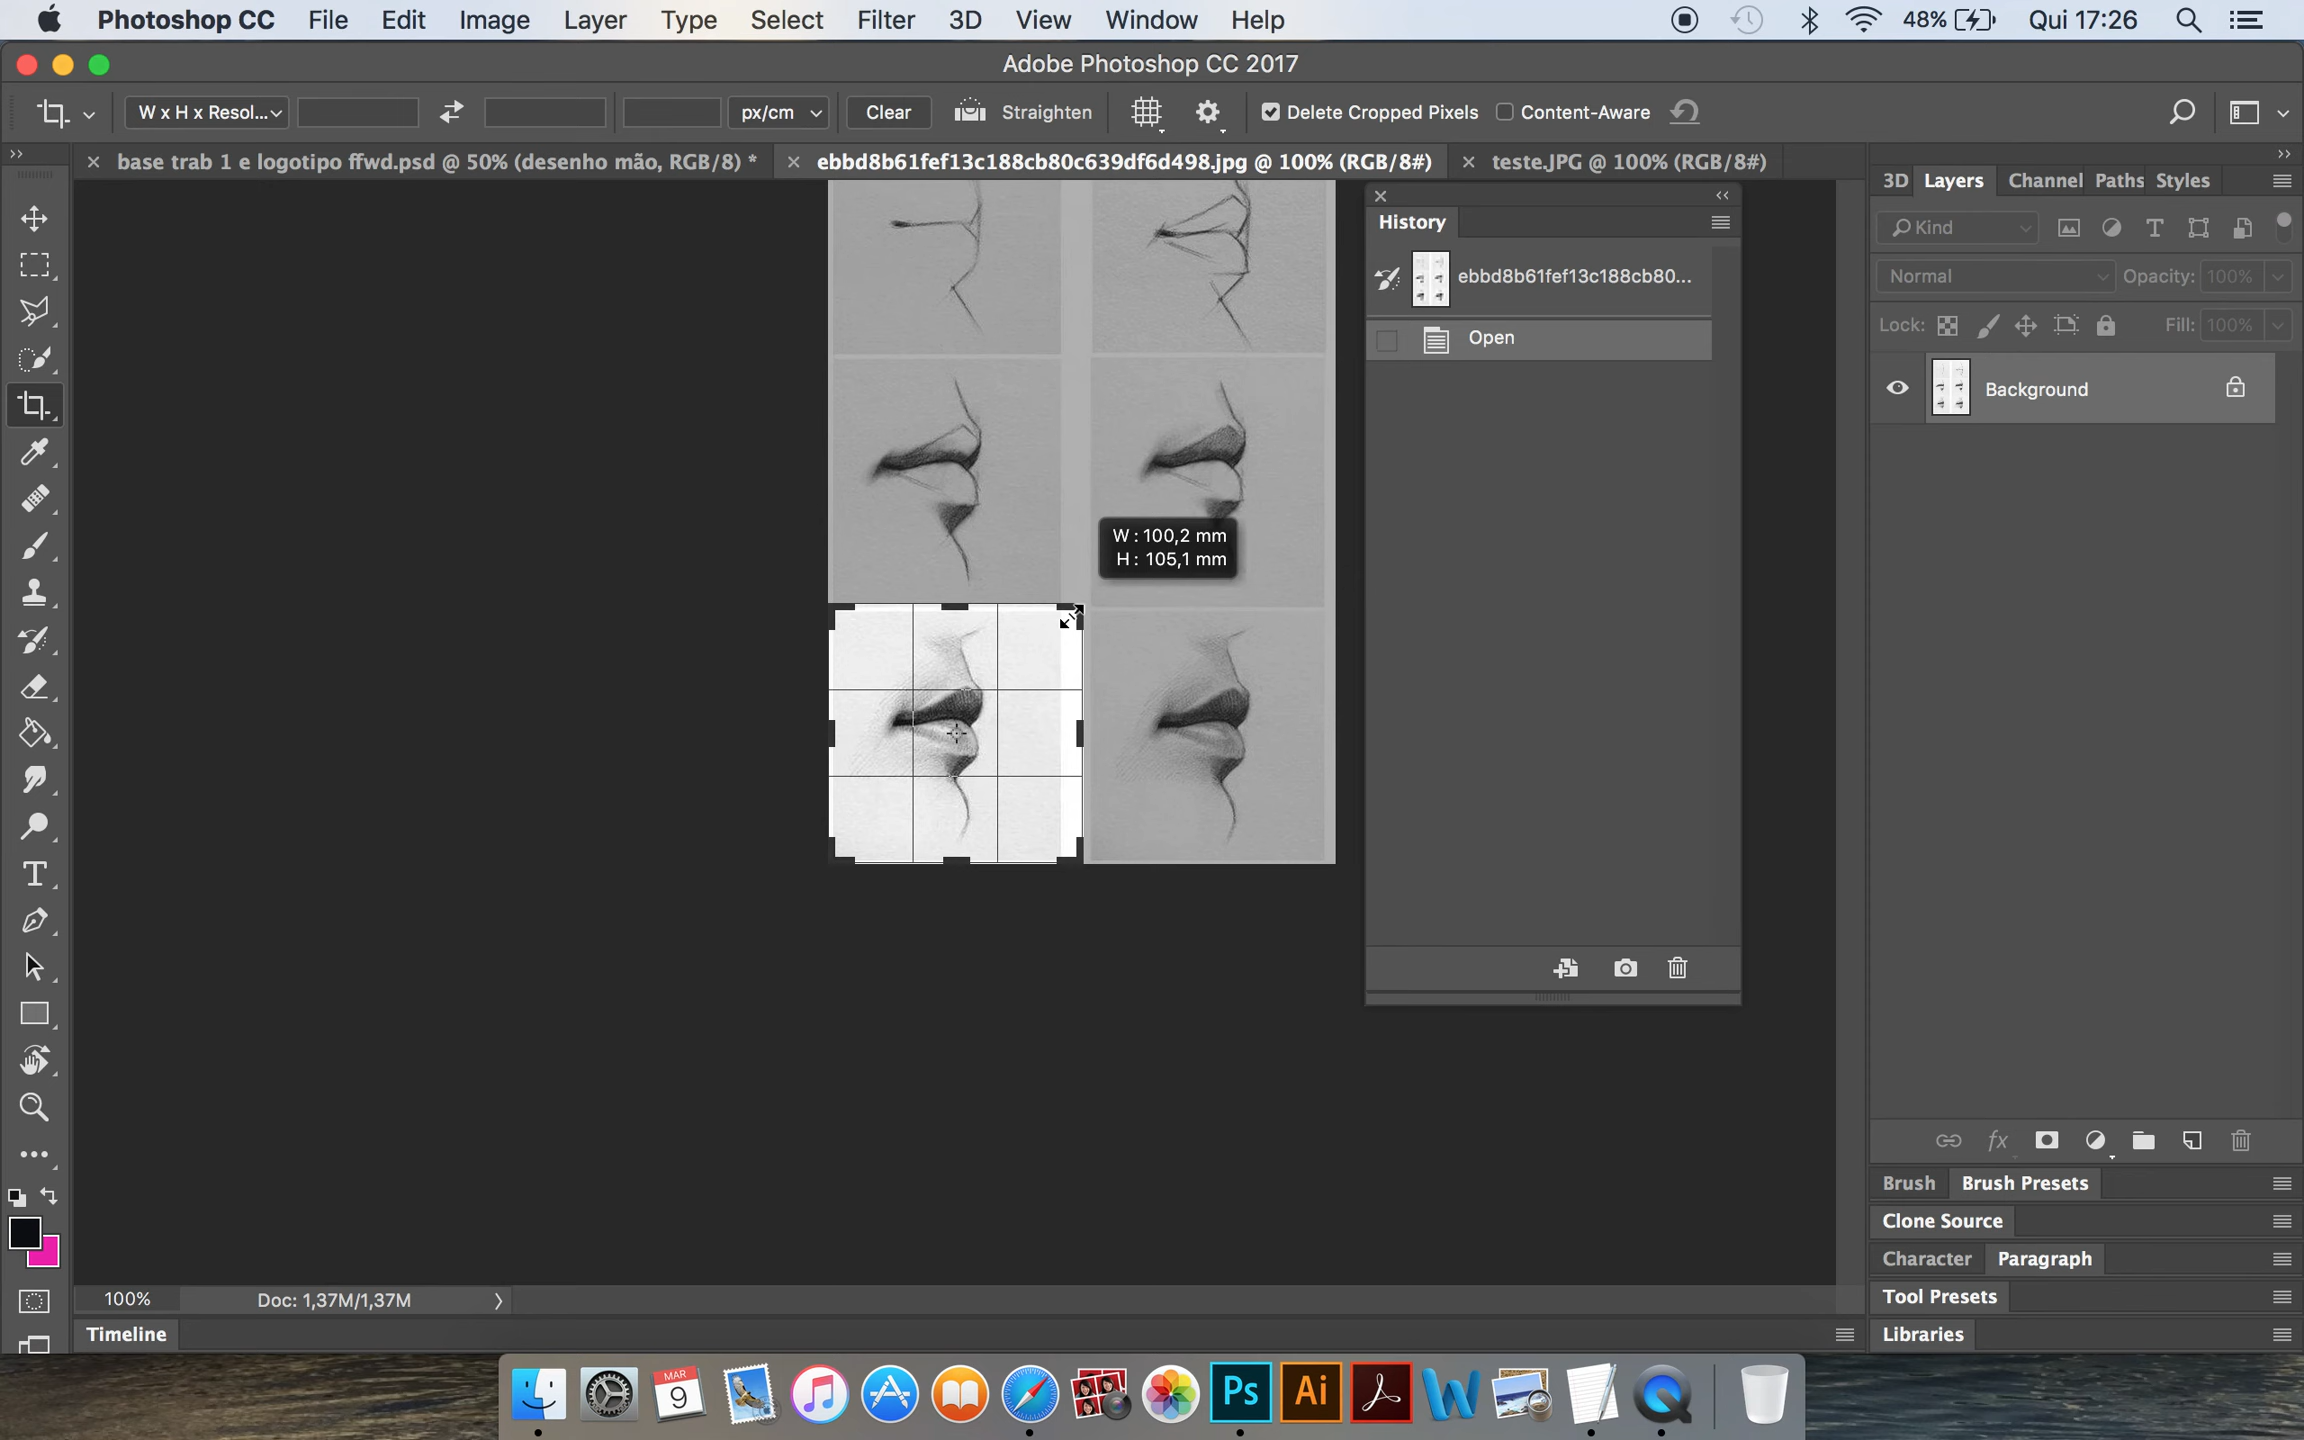 Photoshop CC File Edit Image Layer Type Select Filter 3D View Window Help 48% Qui 17:26
Adobe Photoshop CC 2017
W x H x Resol... px/cm Clear Straighten Delete Cropped Pixels Content-Aware
base trab 1 e logotipo ffwd.psd @ 50% (desenho mão, RGB/8) * ebbd8b61fef13c188cb80c639df6d498.jpg @ 100% (RGB/8#) teste.JPG @ 100% (RGB/8#)
3D Layers Channel Paths Styles
History
Kind
ebbd8b61fef13c188cb80...
Normal Opacity: 100%
Open
Lock: Fill: 100%
Background
W : 100,2 mm
H : 105,1 mm
fx
Brush Brush Presets
Clone Source
Character Paragraph
100% Doc: 1,37M/1,37M
Tool Presets
Timeline
Libraries
MAR
9
Ps Ai W